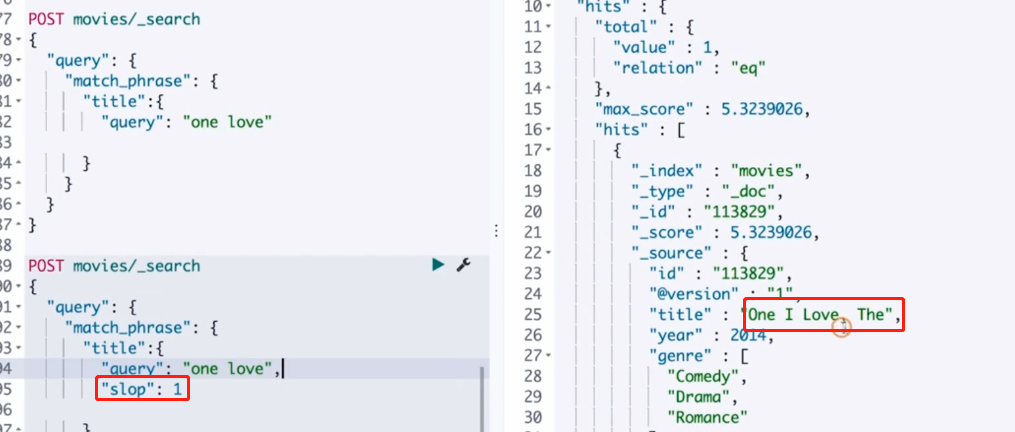 77 POST movies/_search
78 {
79 "query": {
80 "match_phrase": {
81 "title":{
82 "query": "one love"
83
84 }
85 }
86 }
87 }
88
89 POST movies/_search
90 {
91 "query": {
92 "match_phrase": {
93 "title":{
94 "query": "one love",
95 "slop": 1
96
97 }
10 "hits" : {
11 "total" : {
12 "value" : 1,
13 "relation" : "eq"
14 },
15 "max_score" : 5.3239026,
16 "hits" : [
17 {
18 "_index" : "movies",
19 "_type" : "_doc",
20 "_id" : "113829",
21 "_score" : 5.3239026,
22 "_source" : {
23 "id" : "113829",
24 "@version" : "1",
25 "title" : "One I Love, The",
26 "year" : 2014,
27 "genre" : [
28 "Comedy",
29 "Drama",
30 "Romance"